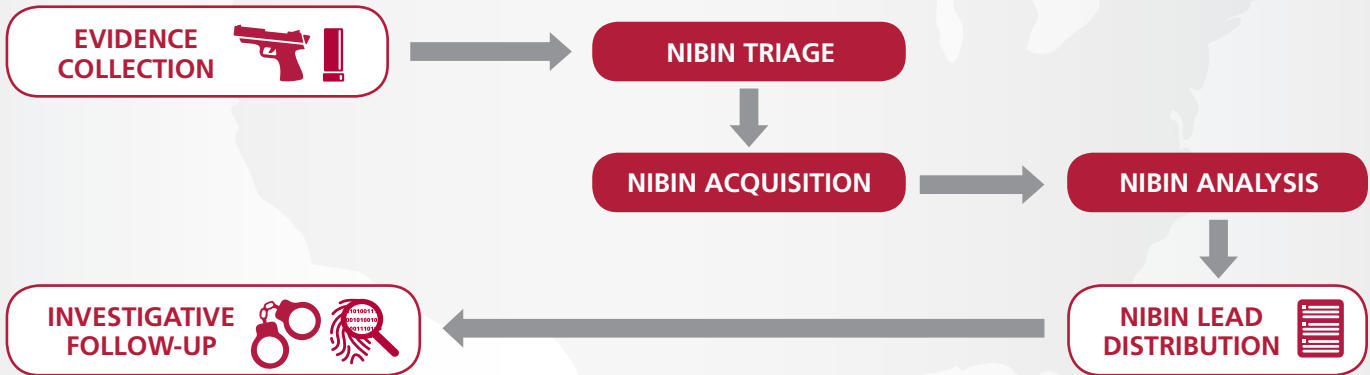 EVIDENCE
COLLECTION
NIBIN TRIAGE
NIBIN ACQUISITION
NIBIN ANALYSIS
NIBIN LEAD
DISTRIBUTION
INVESTIGATIVE
FOLLOW-UP